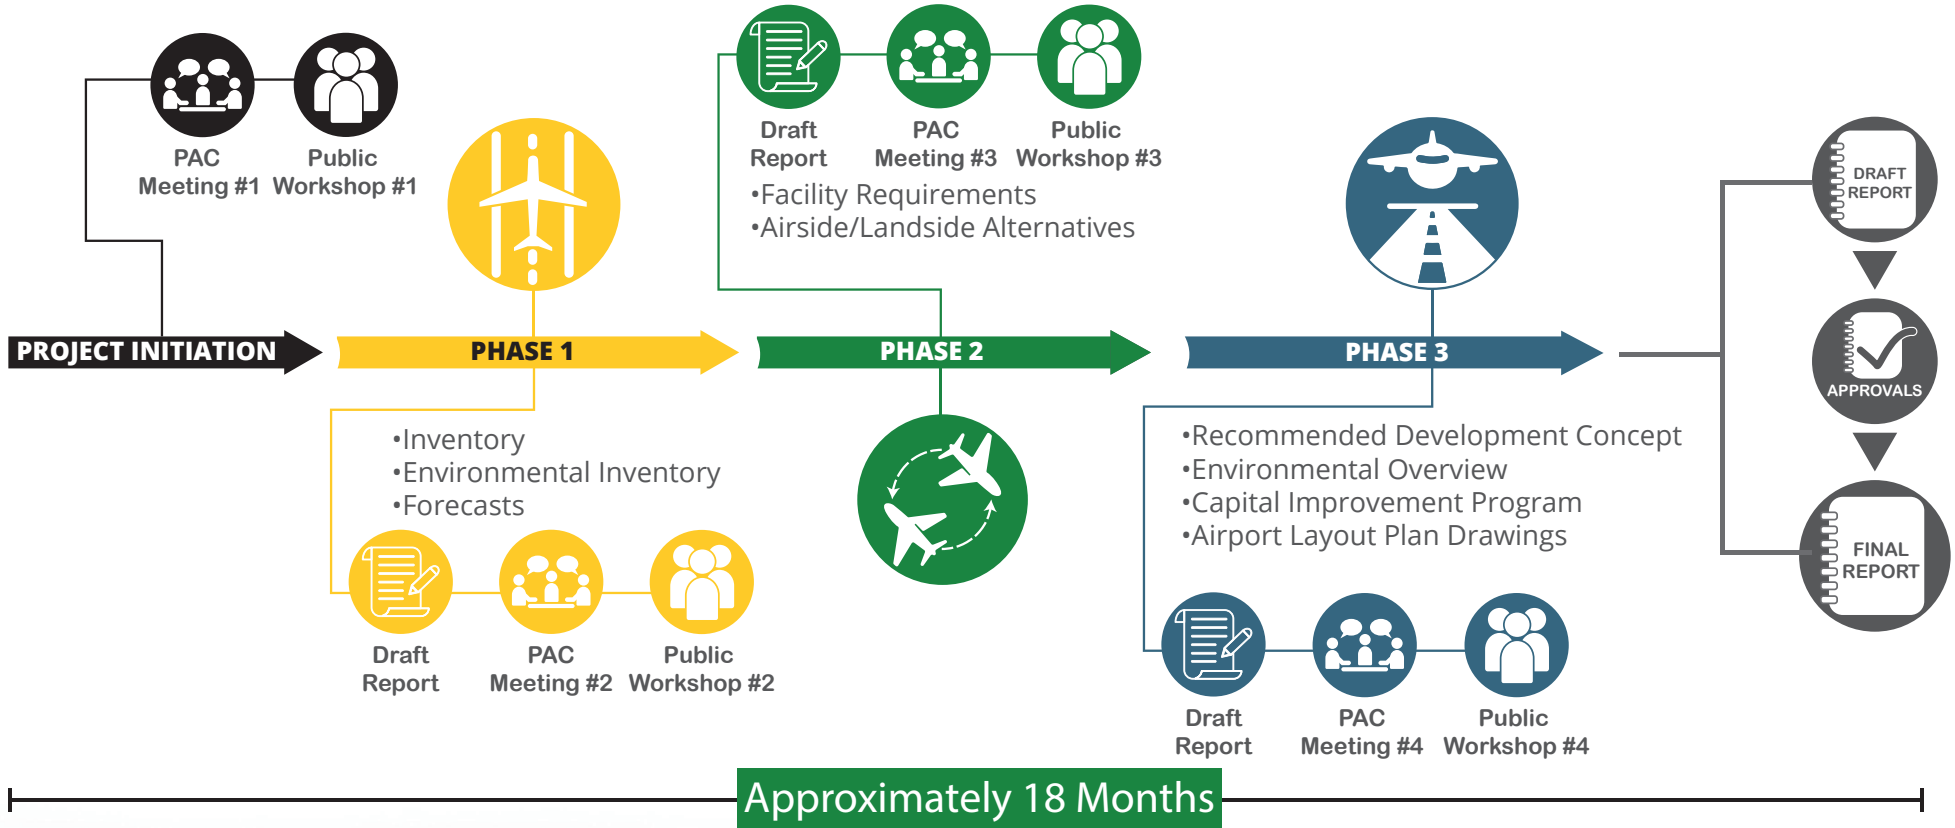 PAC
Meeting #1
Public
Workshop #1
PROJECT INITIATION
PHASE 1
•Inventory
•Environmental Inventory
•Forecasts
Draft
Report
PAC
Meeting #2
Public
Workshop #2
Draft
Report
PAC
Meeting #3
Public
Workshop #3
•Facility Requirements
•Airside/Landside Alternatives
PHASE 2
PHASE 3
•Recommended Development Concept
•Environmental Overview
•Capital Improvement Program
•Airport Layout Plan Drawings
Draft
Report
PAC
Meeting #4
Public
Workshop #4
DRAFT
REPORT
APPROVALS
FINAL
REPORT
Approximately 18 Months